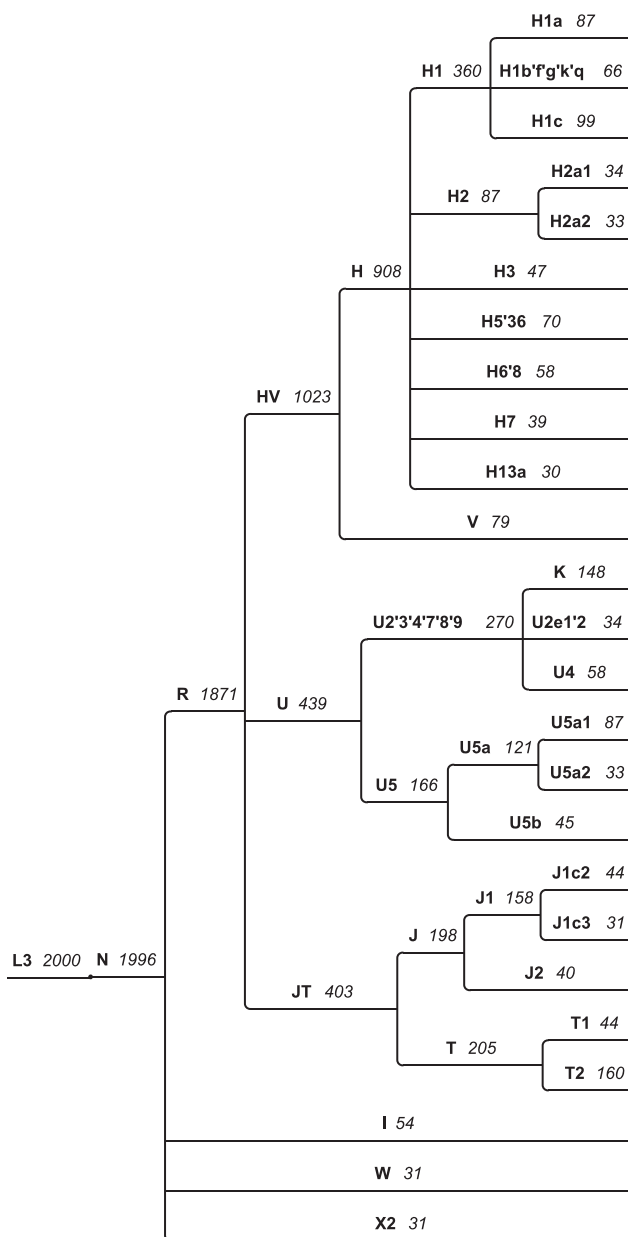 H1a 87
H1 360
H1b'f'g'k'q 66
H1c 99
H2a1 34
H2 87
H2a2 33
H 908
H3 47
H5'36 70
H6'8 58
HV 1023
H7 39
H13a 30
V 79
K 148
U2'3'4'7'8'9 270
U2e1'2 34
U4 58
R 1871
U 439
U5a1 87
U5a 121
U5a2 33
U5 166
U5b 45
J1c2 44
J1 158
J1c3 31
J 198
L3 2000
N 1996
J2 40
JT 403
T1 44
T 205
T2 160
I 54
W 31
X2 31